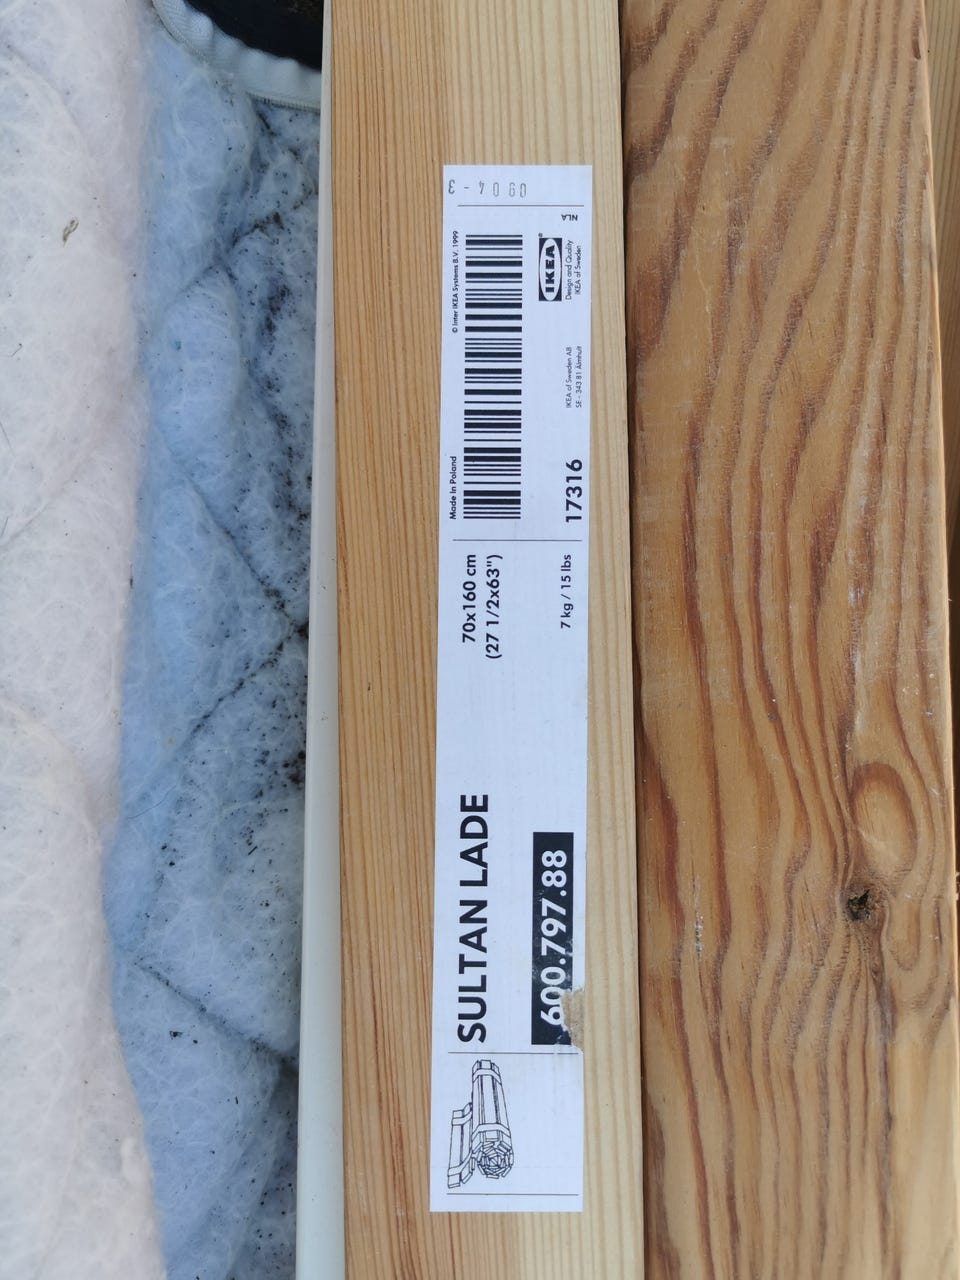 SULTAN LADE
600.797.88
70x160 cm
(27 1/2x63")
7 kg / 15 lbs
Made in Poland
© Inter IKEA Systems B.V. 1999
17316
IKEA of Sweden AB
SE - 343 81 Älmhult
IKEA®
Design and Quality
IKEA of Sweden
NLA
0904 - 3